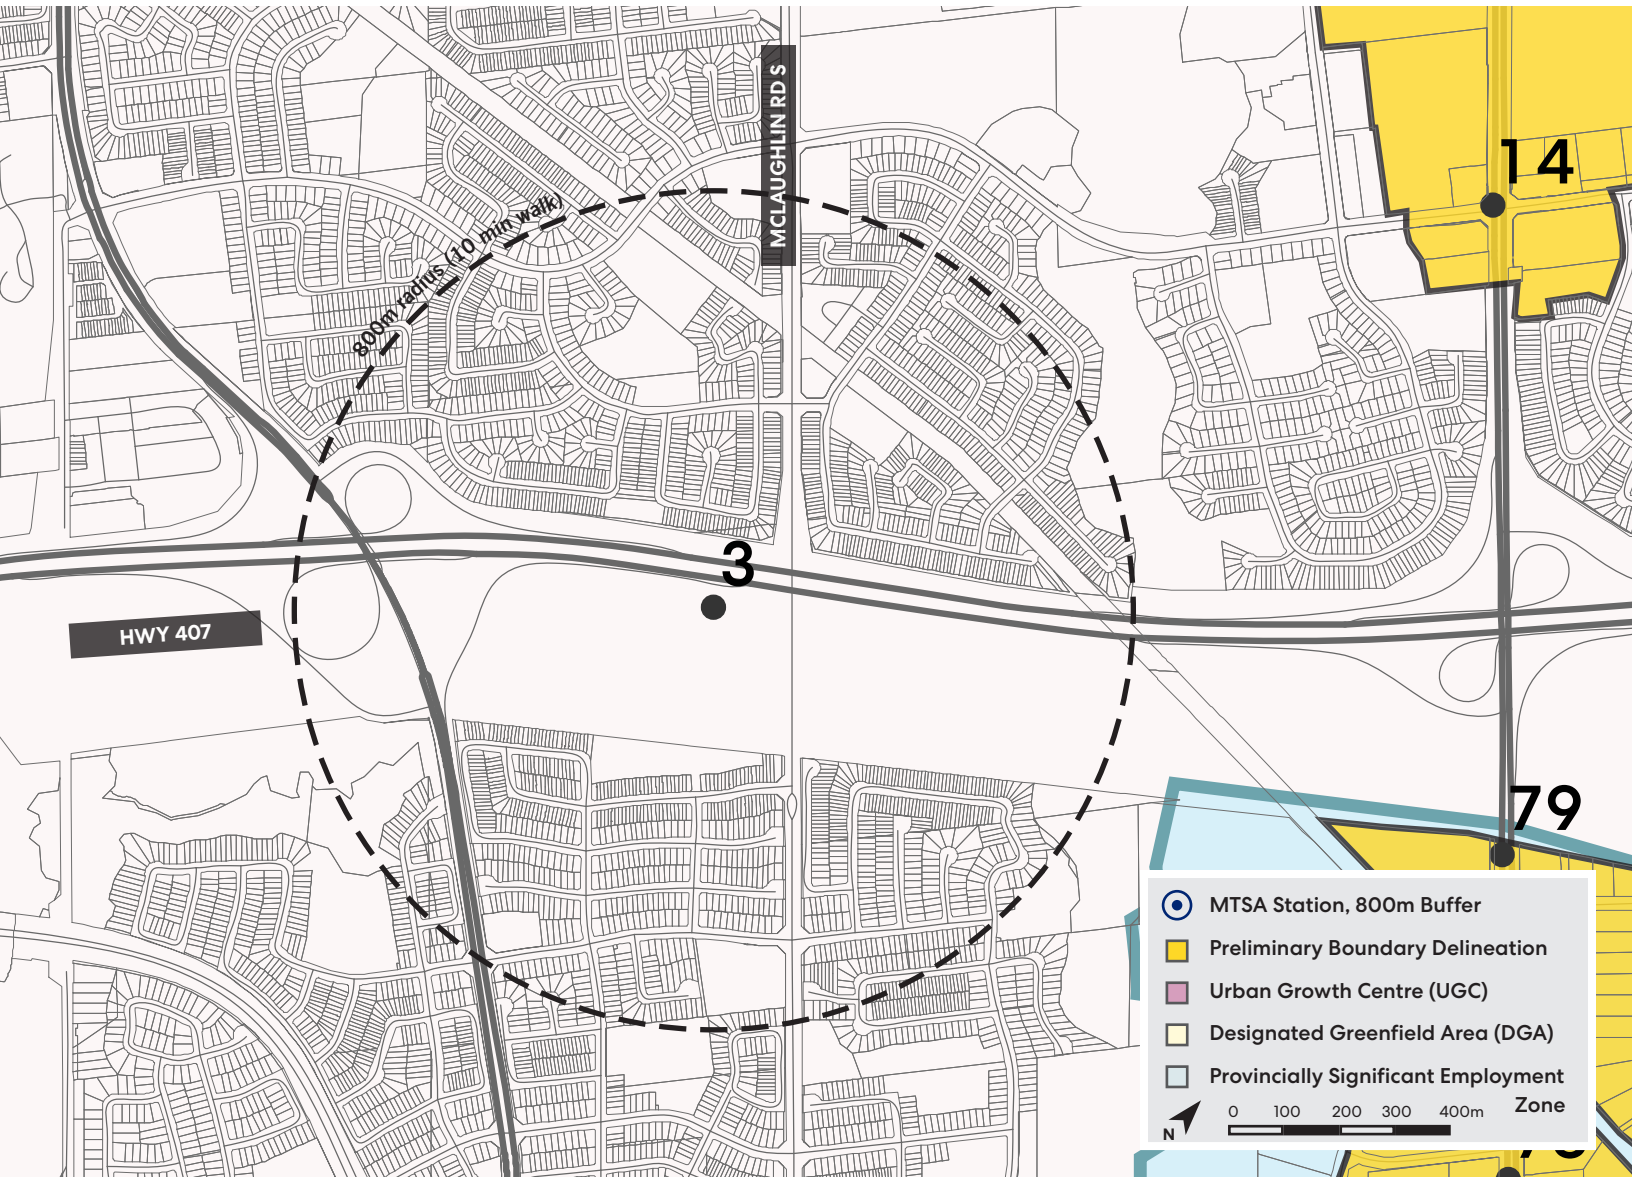 MCLAUGHLIN RD S
14
800m radius (10 min walk)
3
HWY 407
79
MTSA Station, 800m Buffer
Preliminary Boundary Delineation
Urban Growth Centre (UGC)
Designated Greenfield Area (DGA)
Provincially Significant Employment
Zone
0 100 200 300 400m
N